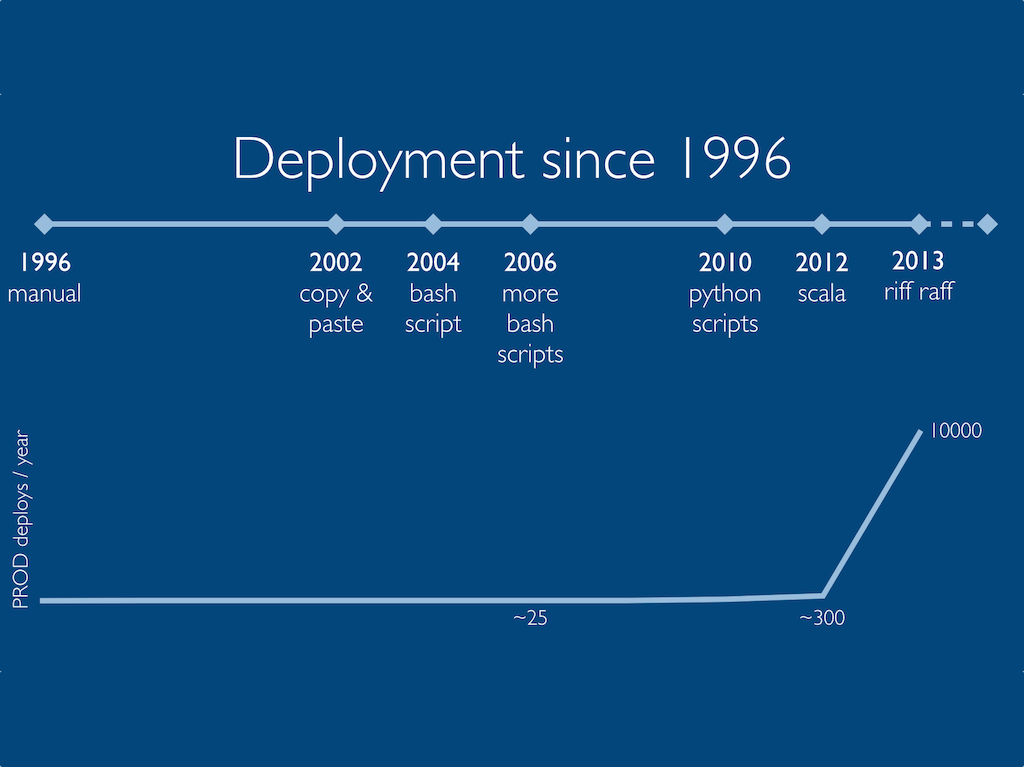 Deployment since 1996
1996
manual
2002
copy &
paste
2004
bash
script
2006
more
bash
scripts
2010
python
scripts
2012
scala
2013
riff raff
PROD deploys / year
10000
~25
~300